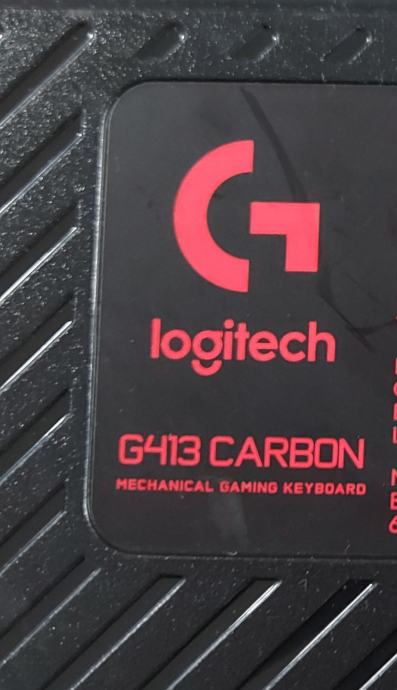 logitech
G413 CARBON
MECHANICAL GAMING KEYBOARD